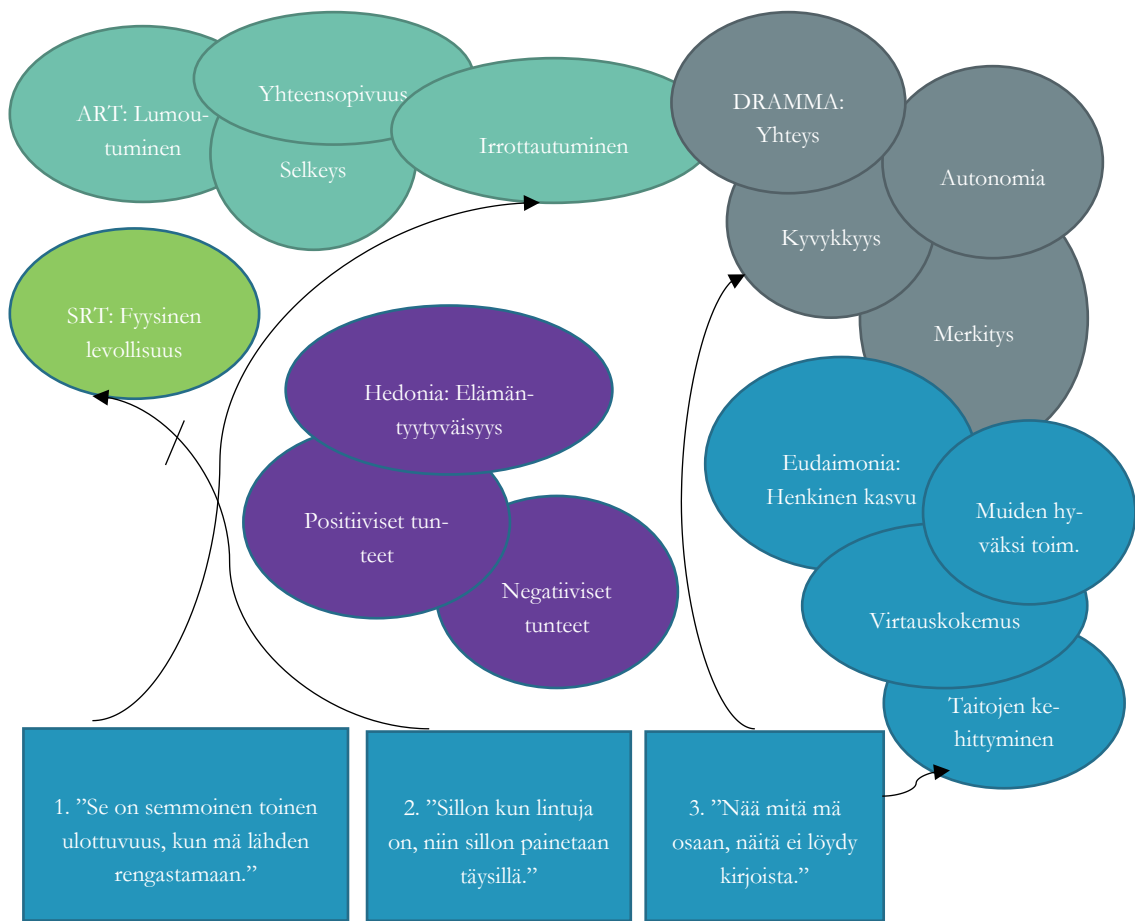 ART: Lumou-
tuminen
Yhteensopivuus
Selkeys
Irrottautuminen
DRAMMA:
Yhteys
Autonomia
Kyvykkyys
Merkitys
SRT: Fyysinen
levollisuus
Hedonia: Elämän-
tyytyväisyys
Positiiviset tun-
teet
Negatiiviset
tunteet
Eudaimonia:
Henkinen kasvu
Muiden hy-
väksi toim.
Virtauskokemus
Taitojen ke-
hittyminen
1. ”Se on semmoinen toinen
ulottuvuus, kun mä lähden
rengastamaan.”
2. ”Sillon kun lintuja
on, niin sillon painetaan
täysillä.”
3. ”Nää mitä mä
osaan, näitä ei löydy
kirjoista.”